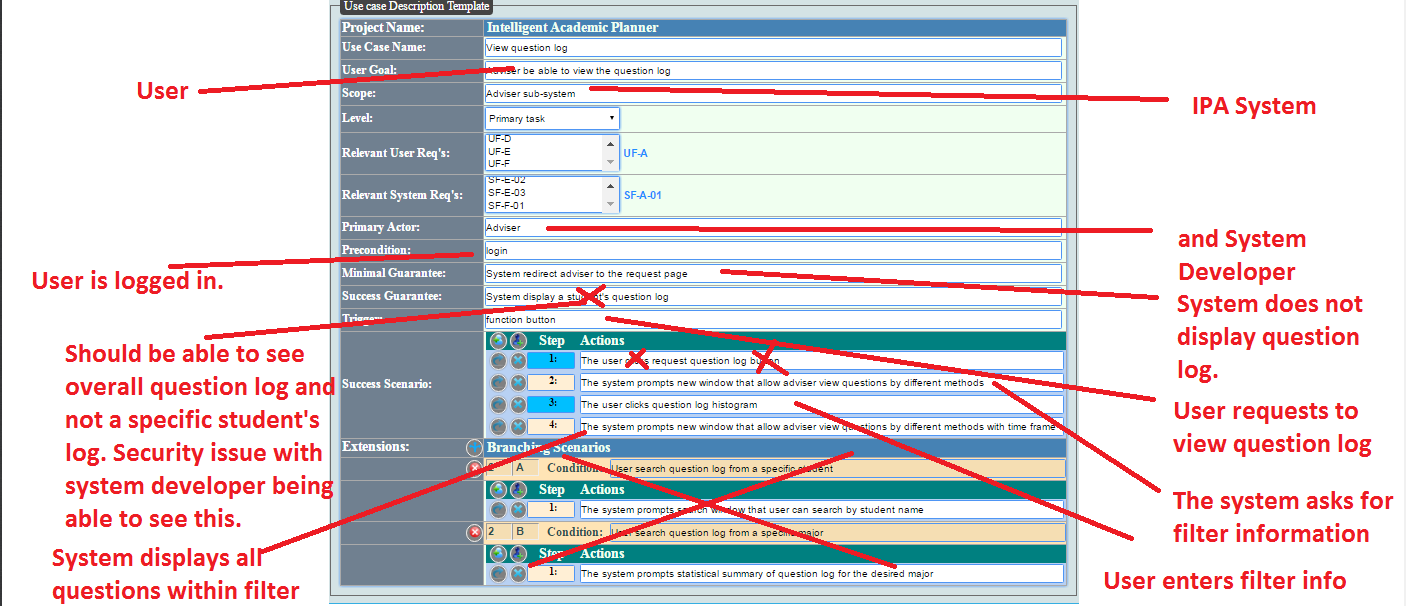 Use case Description Template
Project Name: Intelligent Academic Planner
Use Case Name: View question log
User Goal: Adviser be able to view the question log
Scope: Adviser sub-system
Level: Primary task
Relevant User Req's: UF-D
UF-E
UF-F
UF-A
Relevant System Req's: SF-E-02
SF-E-03
SF-F-01
SF-A-01
Primary Actor: Adviser
Precondition: login
Minimal Guarantee: System redirect adviser to the request page
Success Guarantee: System display a student's question log
Trigger: function button
Success Scenario:
Step Actions
1: The user clicks request question log button
2: The system prompts new window that allow adviser view questions by different methods
3: The user clicks question log histogram
4: The system prompts new window that allow adviser view questions by different methods with time frame
Extensions: Branching Scenarios
2 A Condition: User search question log from a specific student
Step Actions
1: The system prompts search window that user can search by student name
2 B Condition: User search question log from a specific major
Step Actions
1: The system prompts statistical summary of question log for the desired major
User
User is logged in.
Should be able to see
overall question log and
not a specific student's
log. Security issue with
system developer being
able to see this.
System displays all
questions within filter
IPA System
and System
Developer
System does not
display question
log.
User requests to
view question log
The system asks for
filter information
User enters filter info